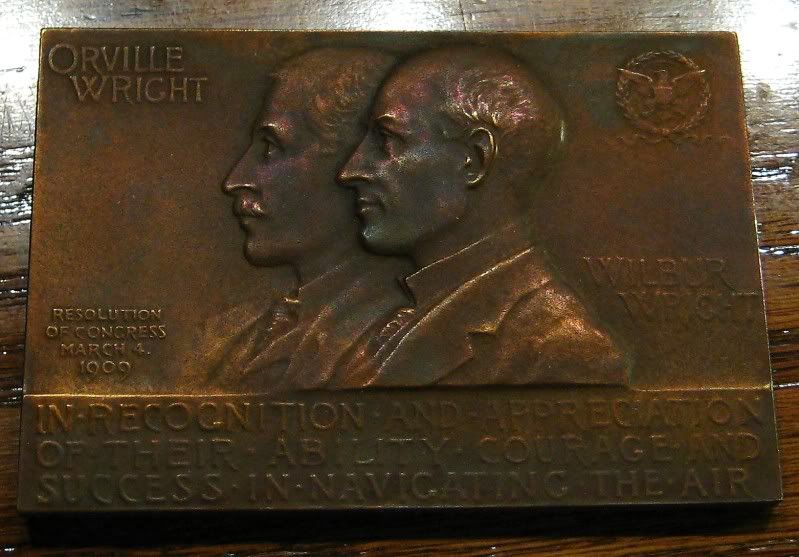 ORVILLE
WRIGHT
WILBUR
WRIGHT
RESOLUTION
OF CONGRESS
MARCH 4,
1909
IN·RECOGNITION·AND·APPRECIATION
OF·THEIR·ABILITY·COURAGE·AND
SUCCESS·IN·NAVIGATING·THE·AIR